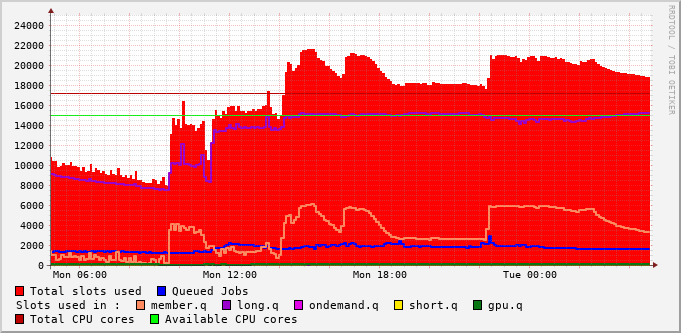 RRDTOOL / TOBI OETIKER
24000
22000
20000
18000
16000
14000
12000
10000
8000
6000
4000
2000
0
Mon 06:00 Mon 12:00 Mon 18:00 Tue 00:00
Total slots used Queued Jobs
Slots used in : member.q long.q ondemand.q short.q gpu.q
Total CPU cores Available CPU cores